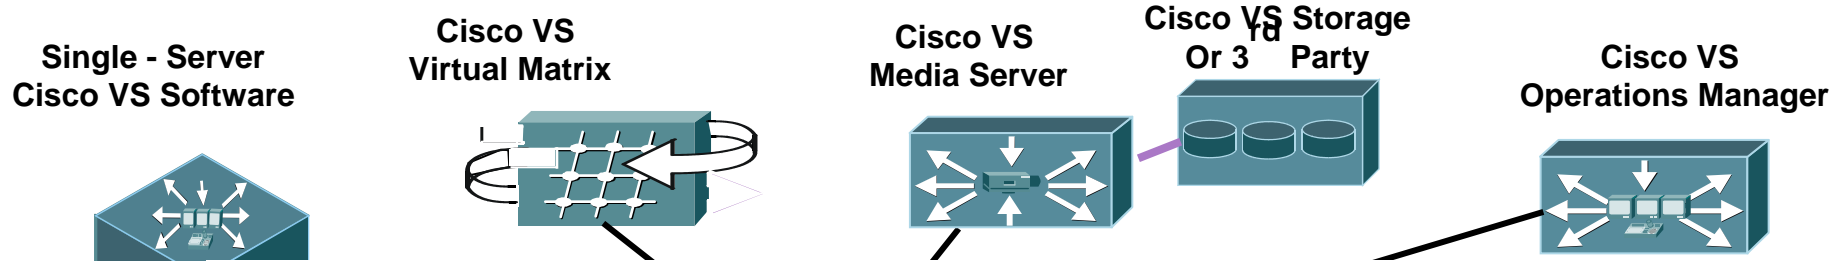 Single - Server
Cisco VS Software
Cisco VS
Virtual Matrix
Cisco VS
Media Server
Cisco VS Storage
Or 3rd Party
Cisco VS
Operations Manager